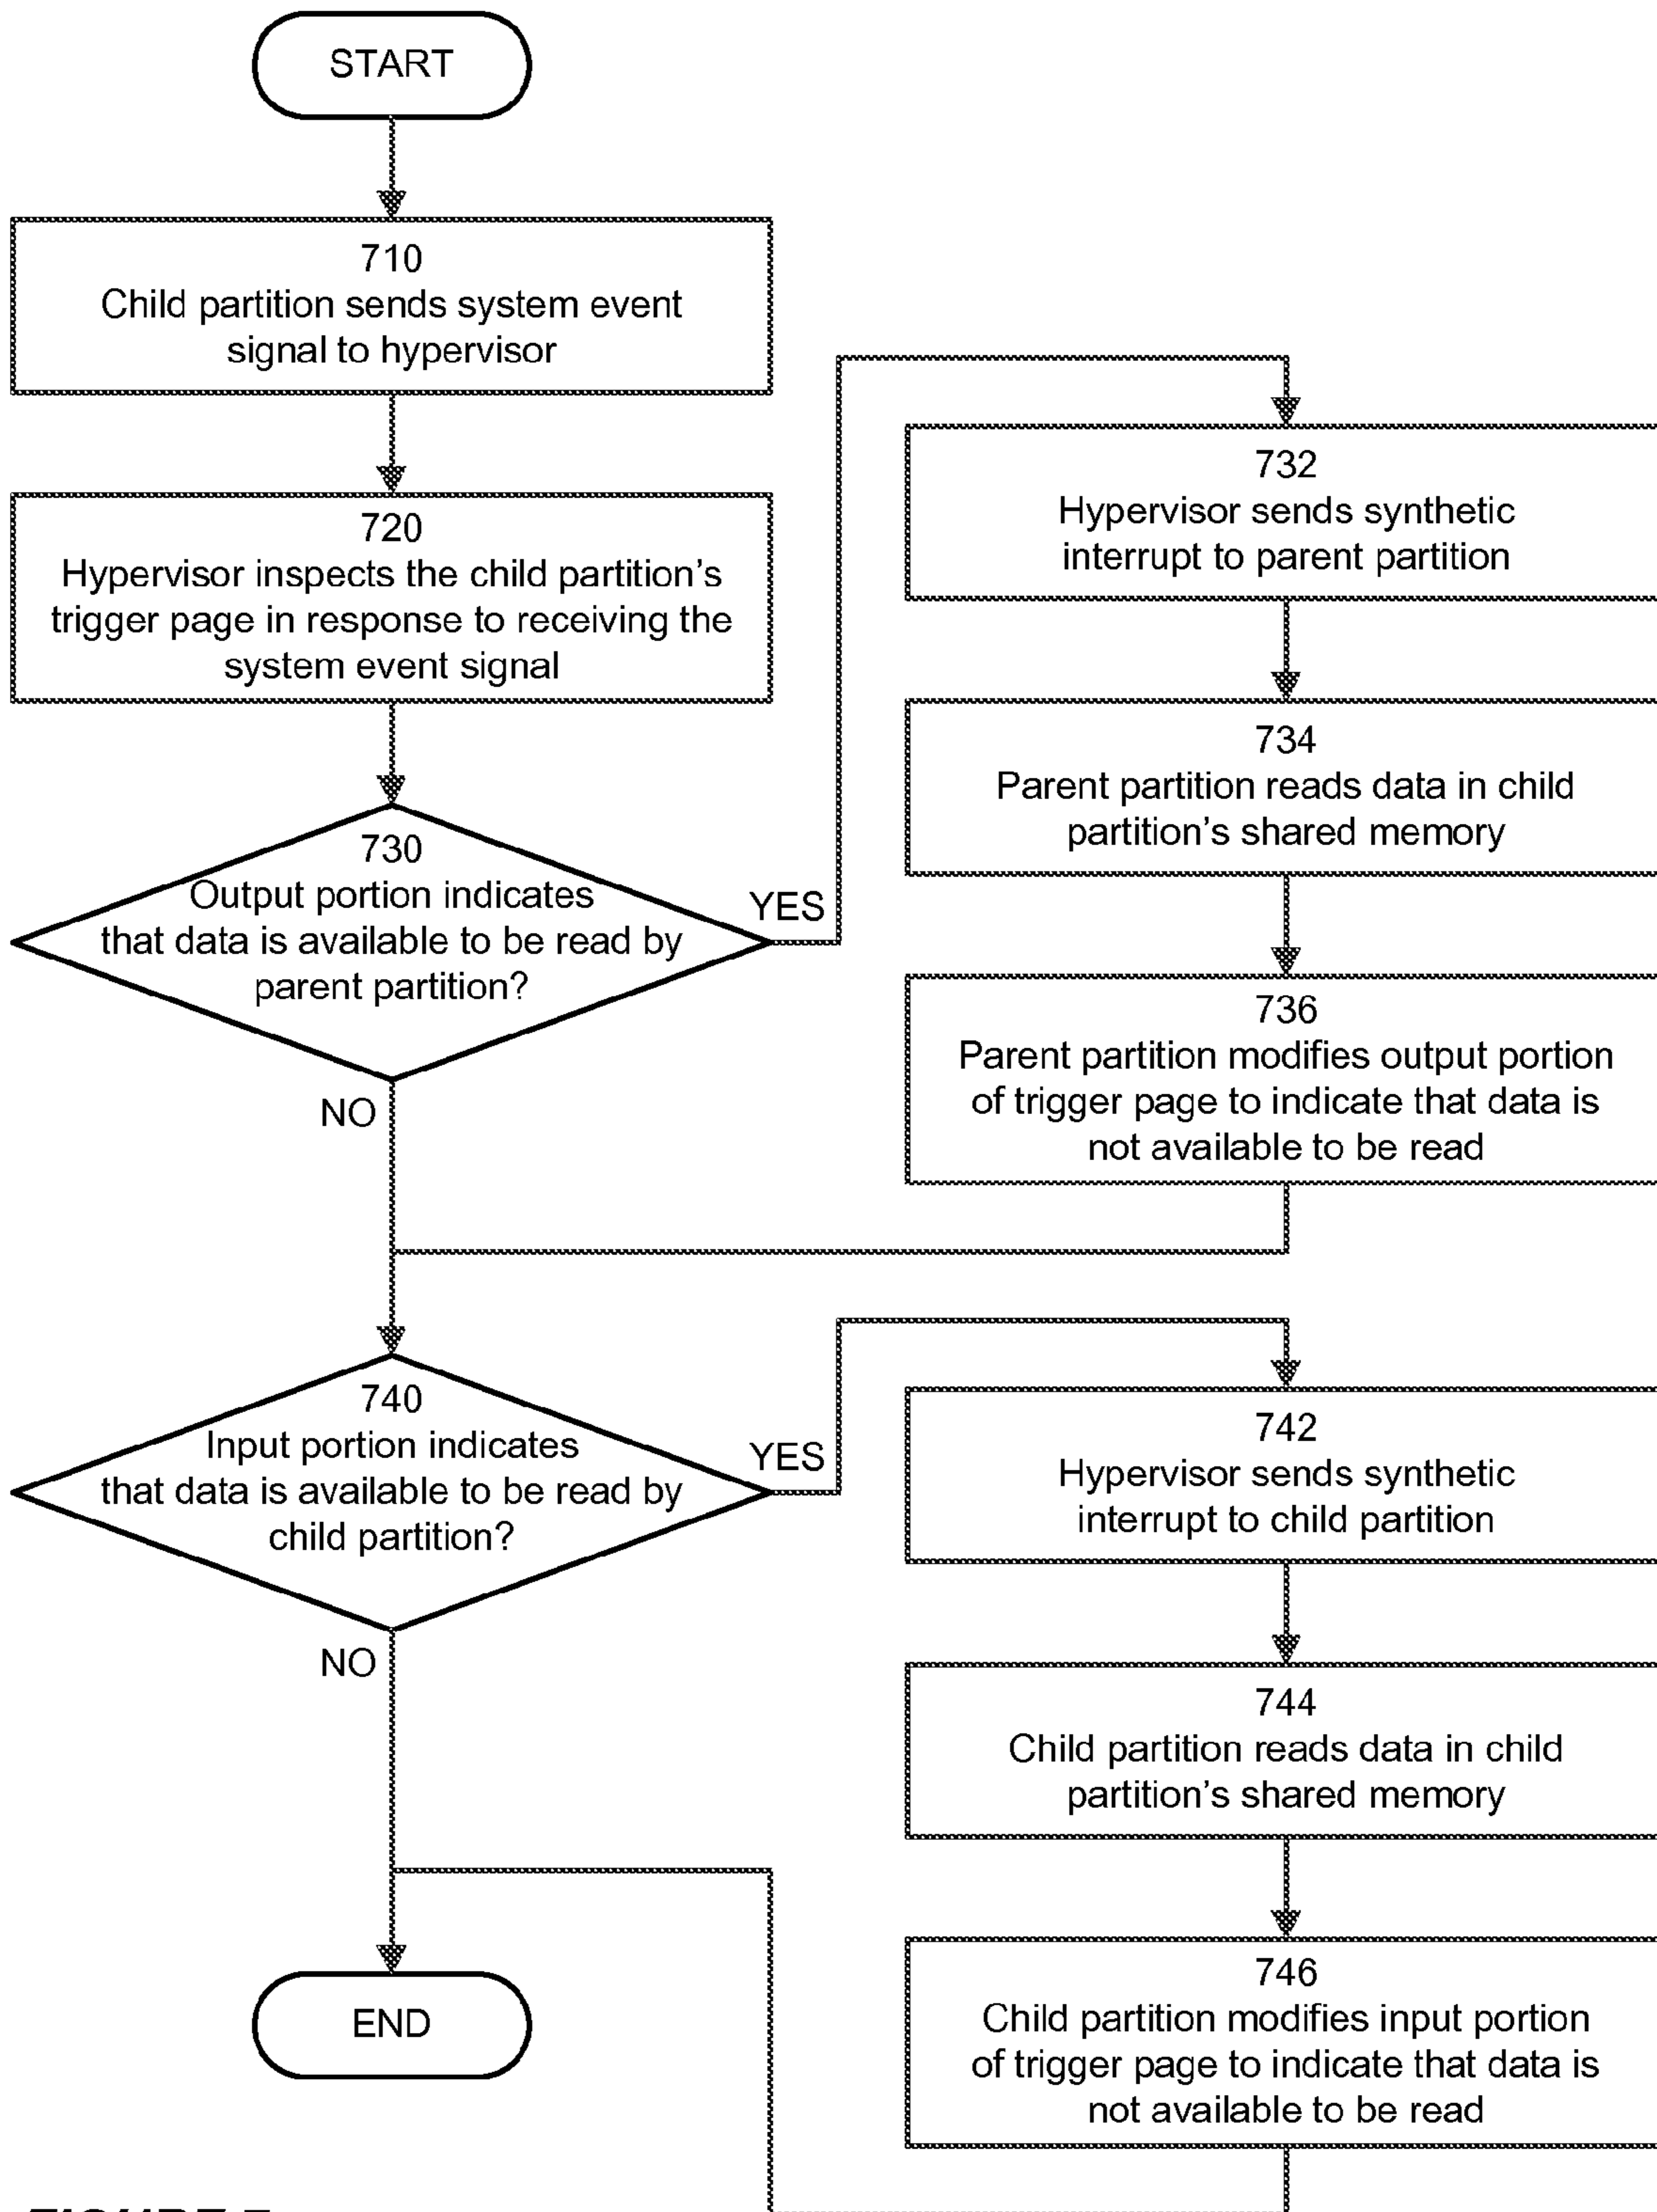 START
710
Child partition sends system event
signal to hypervisor
720
Hypervisor inspects the child partition's
trigger page in response to receiving the
system event signal
730
Output portion indicates
that data is available to be read by
parent partition?
YES
NO
732
Hypervisor sends synthetic
interrupt to parent partition
734
Parent partition reads data in child
partition's shared memory
736
Parent partition modifies output portion
of trigger page to indicate that data is
not available to be read
740
Input portion indicates
that data is available to be read by
child partition?
YES
NO
742
Hypervisor sends synthetic
interrupt to child partition
744
Child partition reads data in child
partition's shared memory
746
Child partition modifies input portion
of trigger page to indicate that data is
not available to be read
END